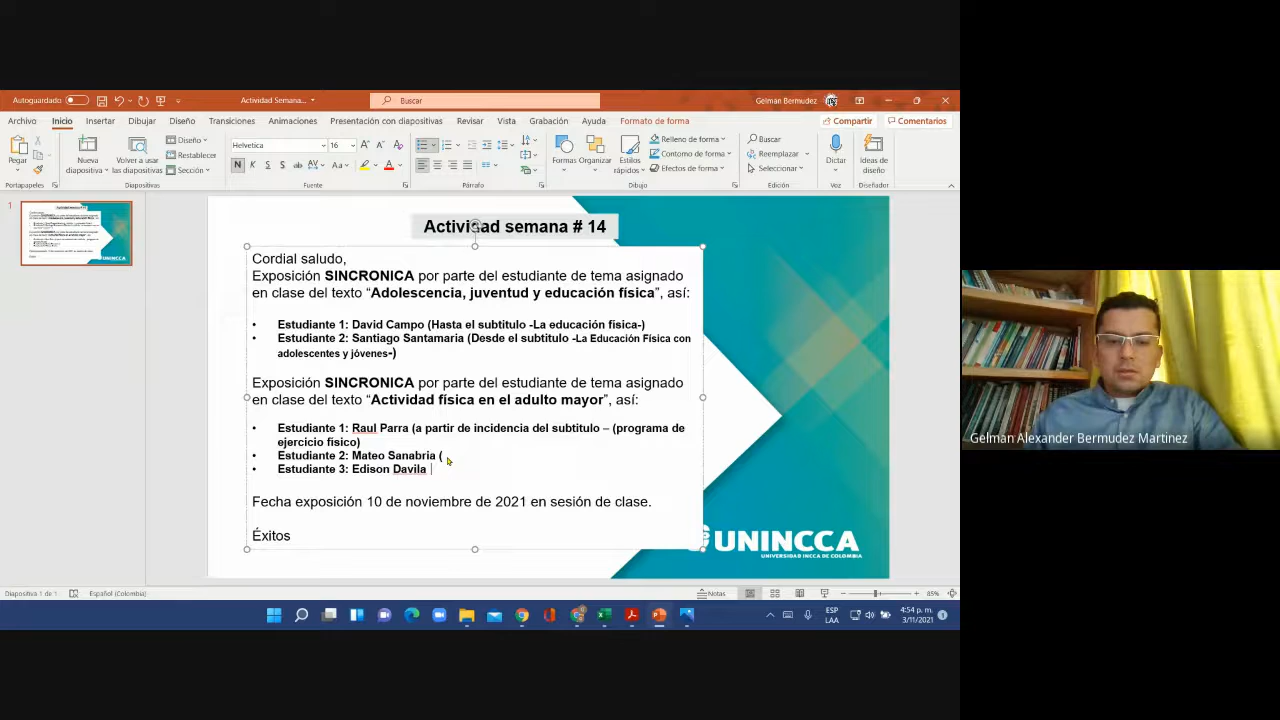 Autoguardado
Actividad Semana...
Buscar
Gelman Bermudez
Archivo Inicio Insertar Dibujar Diseño Transiciones Animaciones Presentación con diapositivas Revisar Vista Grabación Ayuda Formato de forma
Compartir Comentarios
Pegar
Nueva diapositiva
Volver a usar las diapositivas
Diseño
Restablecer
Sección
Helvetica 16
N K S S ab AV Aa A
Formas Organizar Estilos rápidos
Relleno de forma
Contorno de forma
Efectos de forma
Buscar
Reemplazar
Seleccionar
Dictar
Ideas de diseño
Portapapeles Diapositivas Fuente Párrafo Dibujo Edición Voz Diseñador
1
Actividad semana # 14
Cordial saludo,
Exposición SINCRONICA por parte del estudiante de tema asignado
en clase del texto “Adolescencia, juventud y educación física”, así:
• Estudiante 1: David Campo (Hasta el subtitulo -La educación física-)
• Estudiante 2: Santiago Santamaria (Desde el subtitulo -La Educación Física con
adolescentes y jóvenes-)
Exposición SINCRONICA por parte del estudiante de tema asignado
en clase del texto “Actividad física en el adulto mayor”, así:
• Estudiante 1: Raul Parra (a partir de incidencia del subtitulo – (programa de
ejercicio físico)
• Estudiante 2: Mateo Sanabria (
• Estudiante 3: Edison Davila
Fecha exposición 10 de noviembre de 2021 en sesión de clase.
Éxitos
UNINCCA
UNIVERSIDAD INCCA DE COLOMBIA
Gelman Alexander Bermudez Martinez
Diapositiva 1 de 1 Español (Colombia)
Notas
85%
ESP
LAA
4:54 p. m.
3/11/2021